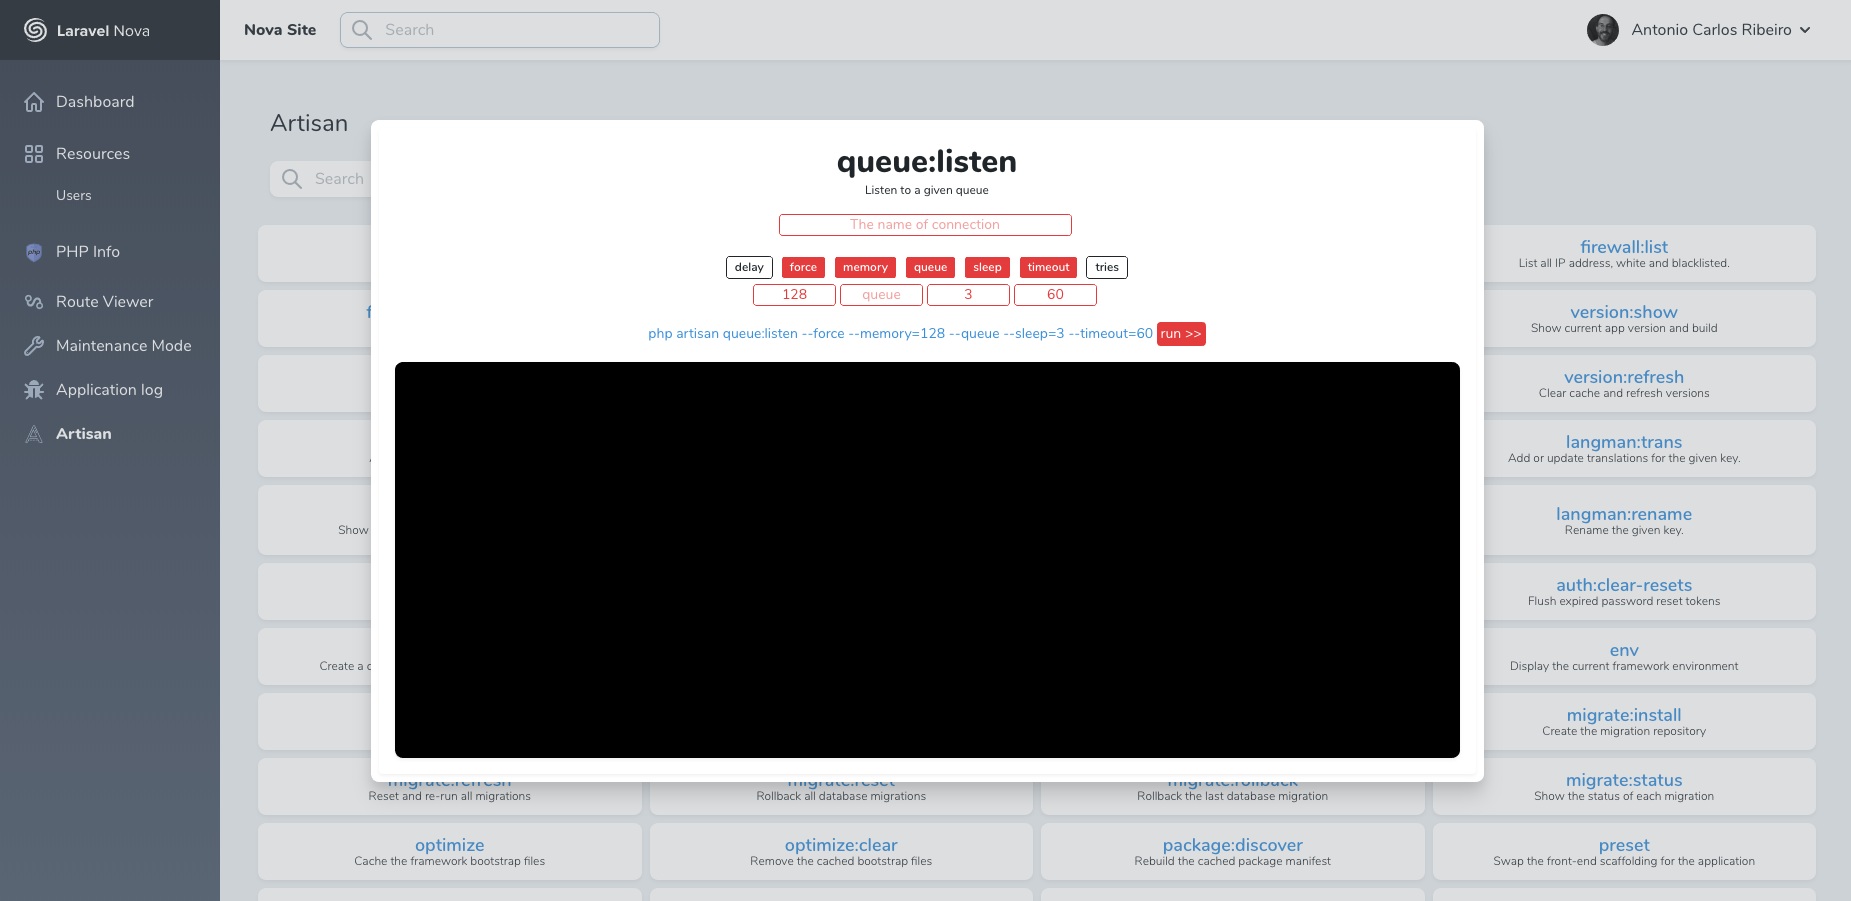 Laravel Nova
Nova Site
Search
Antonio Carlos Ribeiro
Dashboard
Resources
Users
PHP Info
Route Viewer
Maintenance Mode
Application log
Artisan
Artisan
Search
queue:listen
Listen to a given queue
The name of connection
delay force memory queue sleep timeout tries
128 queue 3 60
php artisan queue:listen --force --memory=128 --queue --sleep=3 --timeout=60 run >>
firewall:list
List all IP address, white and blacklisted.
version:show
Show current app version and build
version:refresh
Clear cache and refresh versions
langman:trans
Add or update translations for the given key.
Show
langman:rename
Rename the given key.
auth:clear-resets
Flush expired password reset tokens
Create a
env
Display the current framework environment
migrate:install
Create the migration repository
migrate:refresh
Reset and re-run all migrations
migrate:reset
Rollback all database migrations
migrate:rollback
Rollback the last database migration
migrate:status
Show the status of each migration
optimize
Cache the framework bootstrap files
optimize:clear
Remove the cached bootstrap files
package:discover
Rebuild the cached package manifest
preset
Swap the front-end scaffolding for the application